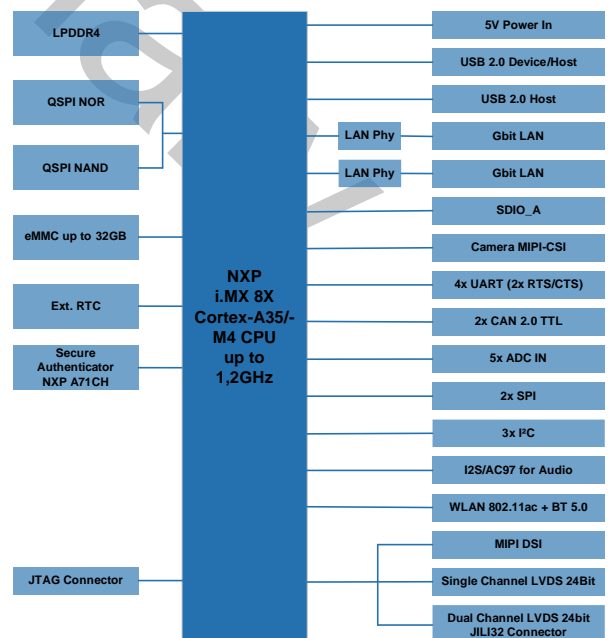 LPDDR4
QSPI NOR
QSPI NAND
eMMC up to 32GB
Ext. RTC
Secure
Authenticator
NXP A71CH
JTAG Connector
NXP
i.MX 8X
Cortex-A35/-
M4 CPU
up to
1,2GHz
LAN Phy
LAN Phy
5V Power In
USB 2.0 Device/Host
USB 2.0 Host
Gbit LAN
Gbit LAN
SDIO_A
Camera MIPI-CSI
4x UART (2x RTS/CTS)
2x CAN 2.0 TTL
5x ADC IN
2x SPI
3x I²C
I2S/AC97 for Audio
WLAN 802.11ac + BT 5.0
MIPI DSI
Single Channel LVDS 24Bit
Dual Channel LVDS 24bit
JILI32 Connector